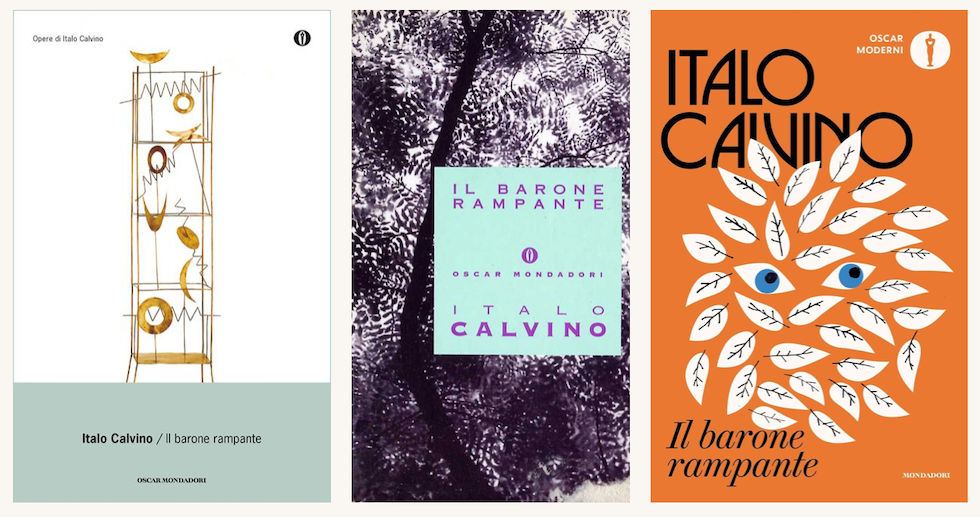 Opere di Italo Calvino
Italo Calvino / Il barone rampante
OSCAR MONDADORI
IL BARONE
RAMPANTE
OSCAR MONDADORI
ITALO
CALVINO
OSCAR
MODERNI
ITALO
CALVINO
Il barone
rampante
MONDADORI